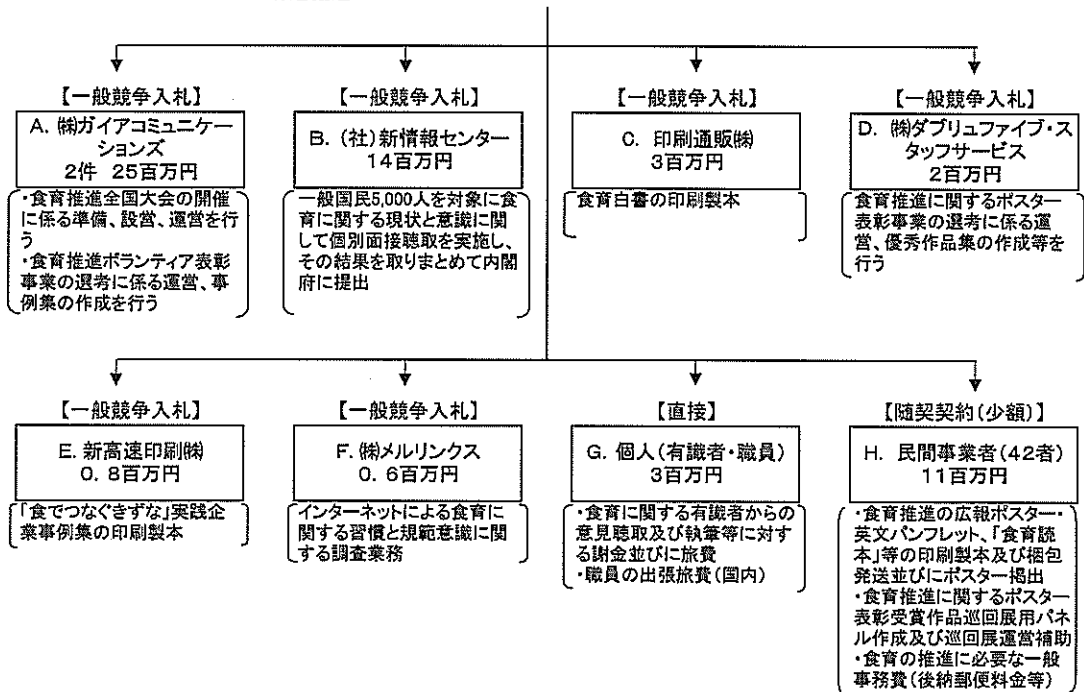 【一般競争入札】
A. ㈱ガイアコミュニケー
ションズ
2件 25百万円
・食育推進全国大会の開催
に係る準備、設営、運営を行
う
・食育推進ボランティア表彰
事業の選考に係る運営、事
例集の作成を行う
【一般競争入札】
B. (社)新情報センター
14百万円
一般国民5,000人を対象に食
育に関する現状と意識に関
して個別面接聴取を実施し、
その結果を取りまとめて内閣
府に提出
【一般競争入札】
C. 印刷通販㈱
3百万円
食育白書の印刷製本
【一般競争入札】
D. ㈱ダブリュファイブ・ス
タッフサービス
2百万円
食育推進に関するポスター
表彰事業の選考に係る運
営、優秀作品集の作成等を
行う
【一般競争入札】
E. 新高速印刷㈱
0. 8百万円
「食でつなぐきずな」実践企
業事例集の印刷製本
【一般競争入札】
F. ㈱メルリンクス
0. 6百万円
インターネットによる食育に
関する習慣と規範意識に関
する調査業務
【直接】
G. 個人(有識者・職員)
3百万円
・食育に関する有識者からの
意見聴取及び執筆等に対す
る謝金並びに旅費
・職員の出張旅費(国内)
【随契契約(少額)】
H. 民間事業者(42者)
11百万円
・食育推進の広報ポスター・
英文パンフレット、「食育読
本」等の印刷製本及び梱包
発送並びにポスター掲出
・食育推進に関するポスター
表彰受賞作品巡回展用パネ
ル作成及び巡回展運営補助
・食育の推進に必要な一般
事務費(後納郵便料金等)